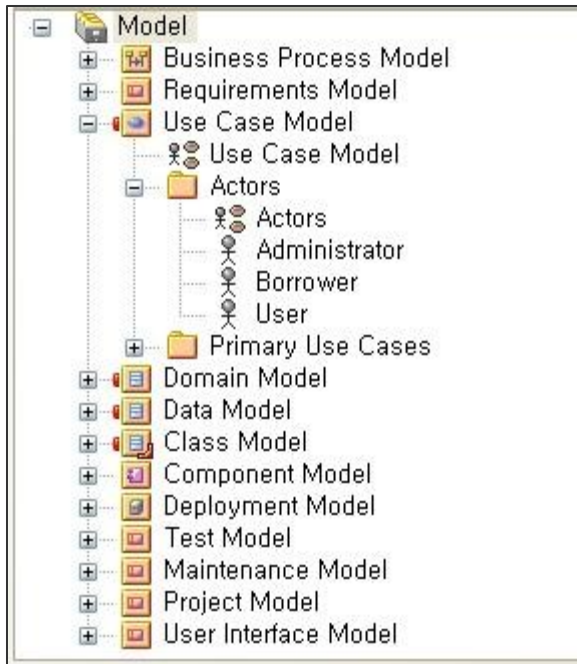 Model
Business Process Model
Requirements Model
Use Case Model
Use Case Model
Actors
Actors
Administrator
Borrower
User
Primary Use Cases
Domain Model
Data Model
Class Model
Component Model
Deployment Model
Test Model
Maintenance Model
Project Model
User Interface Model